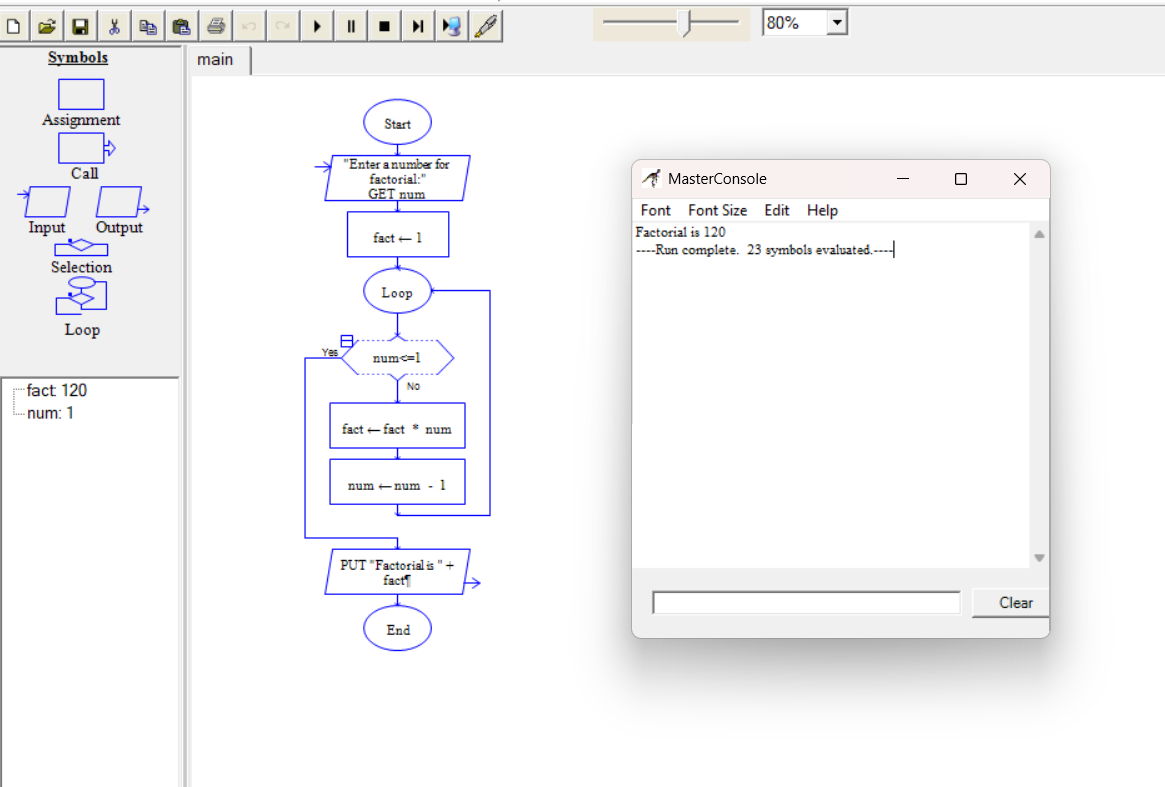 80%
Symbols
Assignment
Call
Input
Output
Selection
Loop
fact: 120
num: 1
main
Start
"Enter a number for
factorial:"
GET num
fact ← 1
Loop
Yes
num<=1
No
fact ← fact * num
num ← num - 1
PUT "Factorial is " +
fact¶
End
MasterConsole
Font Font Size Edit Help
Factorial is 120
----Run complete. 23 symbols evaluated.----
Clear